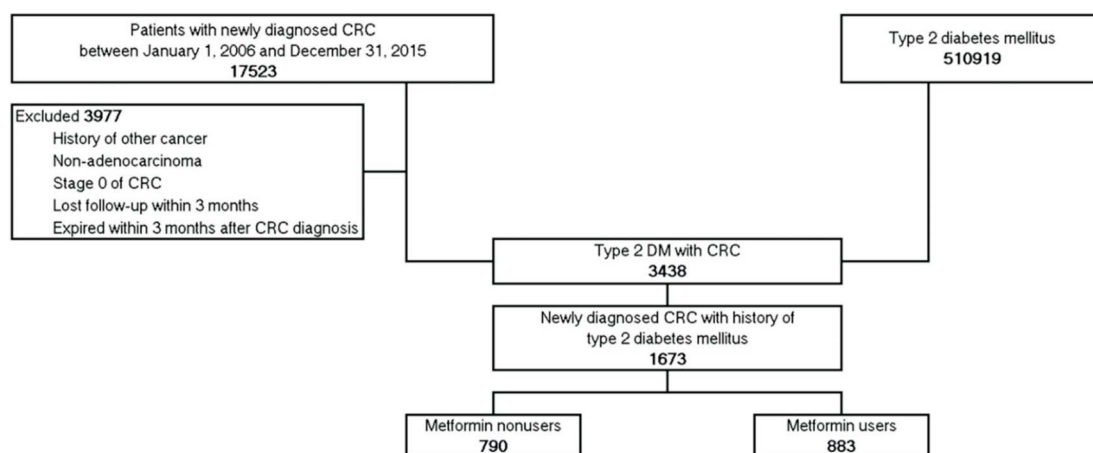 Patients with newly diagnosed CRC
between January 1, 2006 and December 31, 2015
17523
Type 2 diabetes mellitus
510919
Excluded 3977
History of other cancer
Non-adenocarcinoma
Stage 0 of CRC
Lost follow-up within 3 months
Expired within 3 months after CRC diagnosis
Type 2 DM with CRC
3438
Newly diagnosed CRC with history of
type 2 diabetes mellitus
1673
Metformin nonusers
790
Metformin users
883